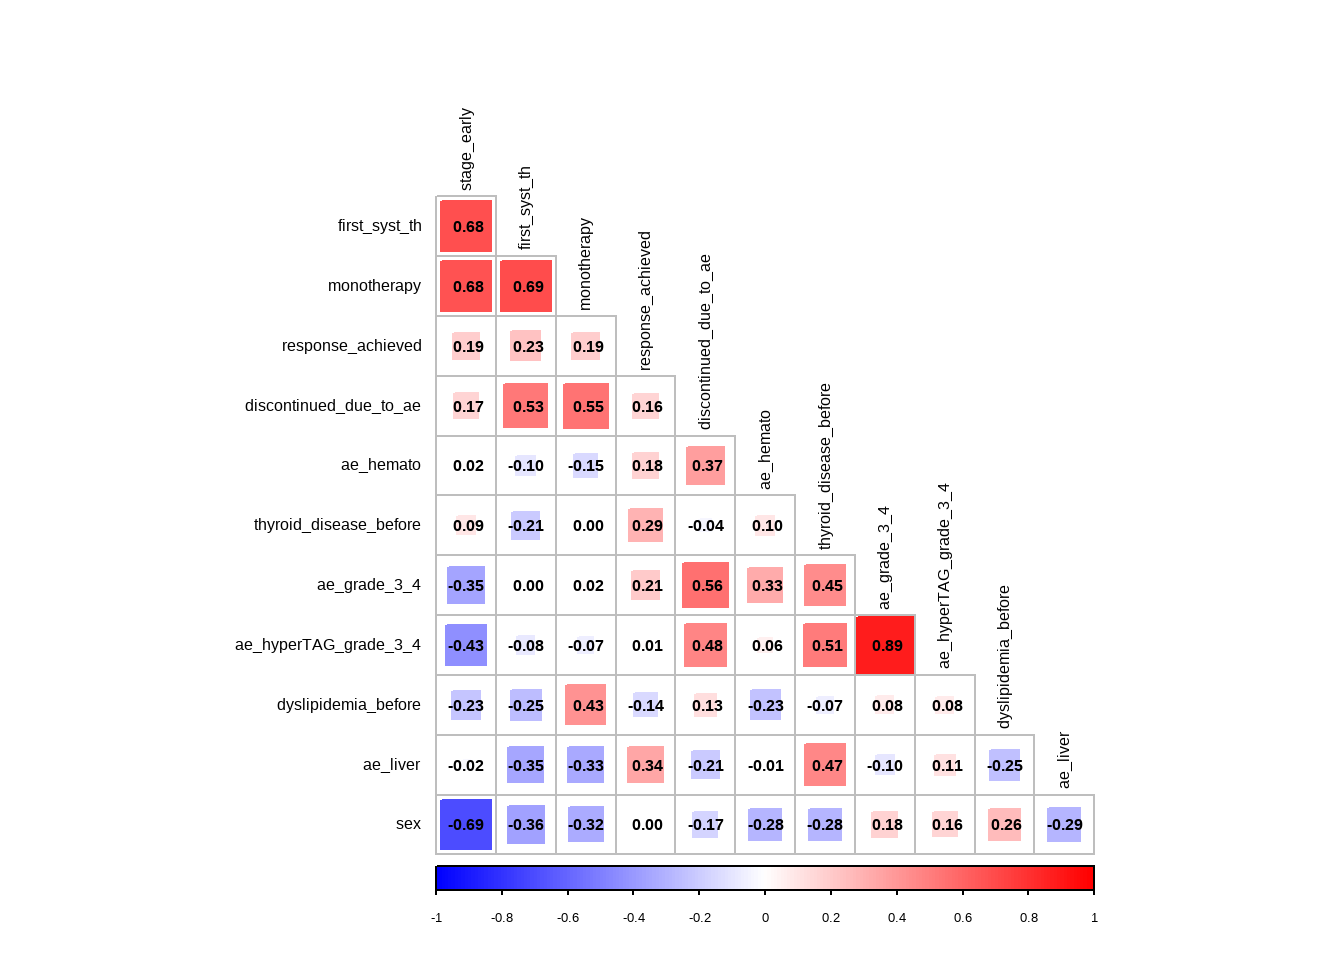 stage_early
first_syst_th
monotherapy
response_achieved
discontinued_due_to_ae
ae_hemato
thyroid_disease_before
ae_grade_3_4
ae_hyperTAG_grade_3_4
dyslipidemia_before
ae_liver
first_syst_th 0.68
monotherapy 0.68 0.69
response_achieved 0.19 0.23 0.19
discontinued_due_to_ae 0.17 0.53 0.55 0.16
ae_hemato 0.02 -0.10 -0.15 0.18 0.37
thyroid_disease_before 0.09 -0.21 0.00 0.29 -0.04 0.10
ae_grade_3_4 -0.35 0.00 0.02 0.21 0.56 0.33 0.45
ae_hyperTAG_grade_3_4 -0.43 -0.08 -0.07 0.01 0.48 0.06 0.51 0.89
dyslipidemia_before -0.23 -0.25 0.43 -0.14 0.13 -0.23 -0.07 0.08 0.08
ae_liver -0.02 -0.35 -0.33 0.34 -0.21 -0.01 0.47 -0.10 0.11 -0.25
sex -0.69 -0.36 -0.32 0.00 -0.17 -0.28 -0.28 0.18 0.16 0.26 -0.29
-1 -0.8 -0.6 -0.4 -0.2 0 0.2 0.4 0.6 0.8 1